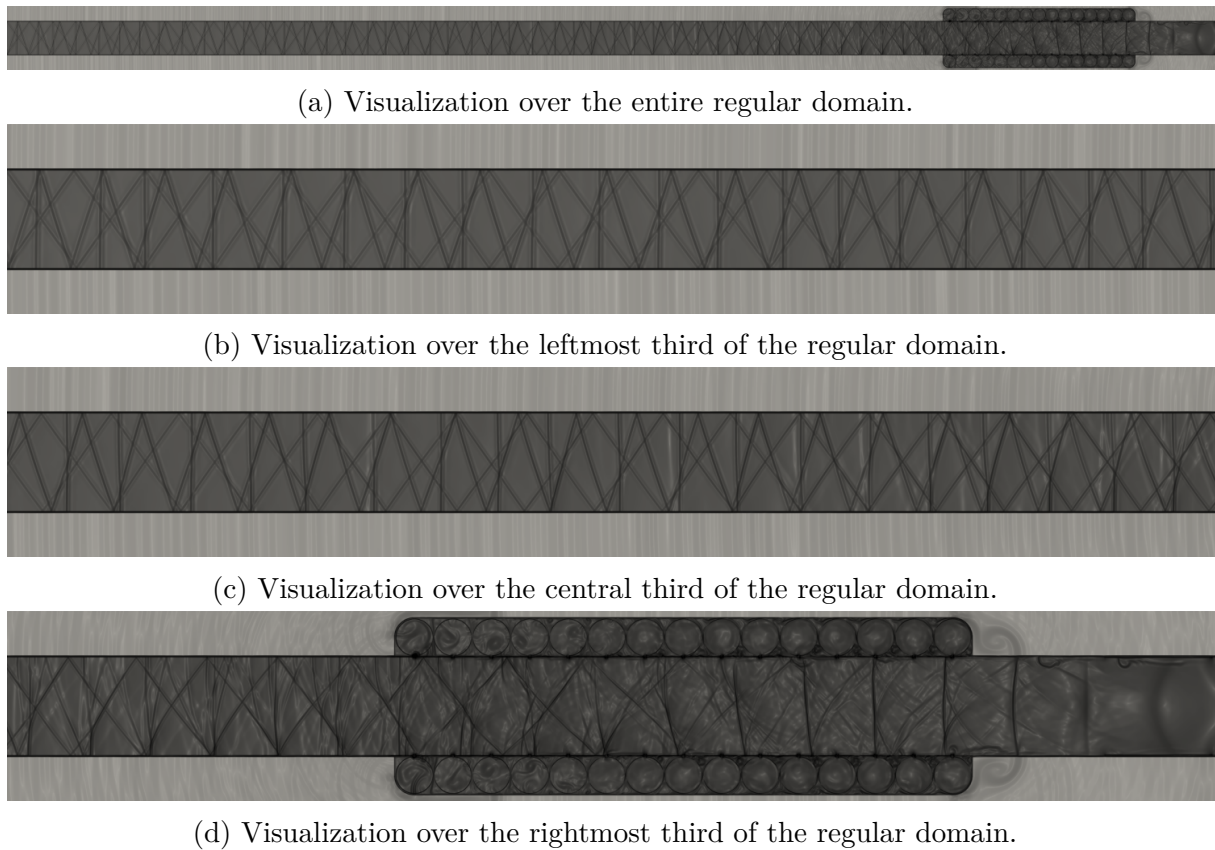 (a) Visualization over the entire regular domain.
(b) Visualization over the leftmost third of the regular domain.
(c) Visualization over the central third of the regular domain.
(d) Visualization over the rightmost third of the regular domain.